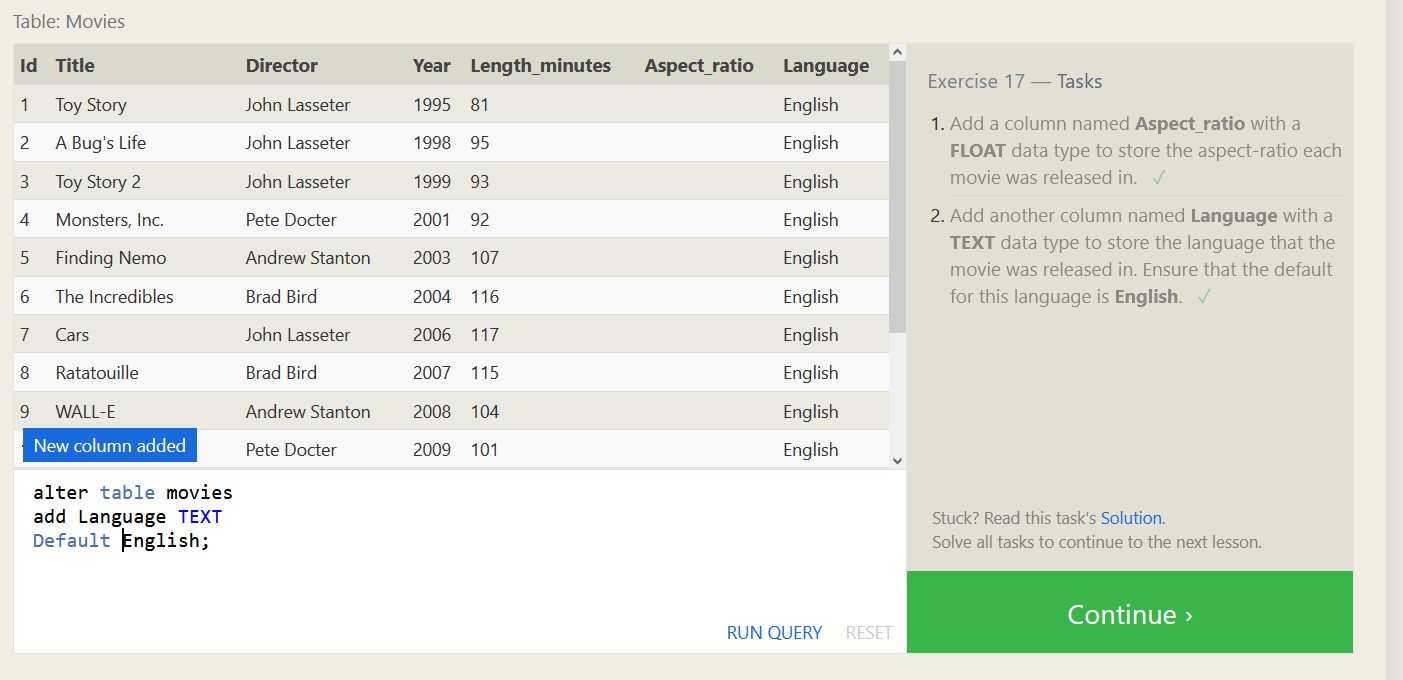 Table: Movies
Id Title Director Year Length_minutes Aspect_ratio Language
1 Toy Story John Lasseter 1995 81 English
2 A Bug's Life John Lasseter 1998 95 English
3 Toy Story 2 John Lasseter 1999 93 English
4 Monsters, Inc. Pete Docter 2001 92 English
5 Finding Nemo Andrew Stanton 2003 107 English
6 The Incredibles Brad Bird 2004 116 English
7 Cars John Lasseter 2006 117 English
8 Ratatouille Brad Bird 2007 115 English
9 WALL-E Andrew Stanton 2008 104 English
New column added
Pete Docter 2009 101 English
alter table movies
add Language TEXT
Default English;
RUN QUERY RESET
Exercise 17 — Tasks
1. Add a column named Aspect_ratio with a
FLOAT data type to store the aspect-ratio each
movie was released in. ✓
2. Add another column named Language with a
TEXT data type to store the language that the
movie was released in. Ensure that the default
for this language is English. ✓
Stuck? Read this task's Solution.
Solve all tasks to continue to the next lesson.
Continue ›